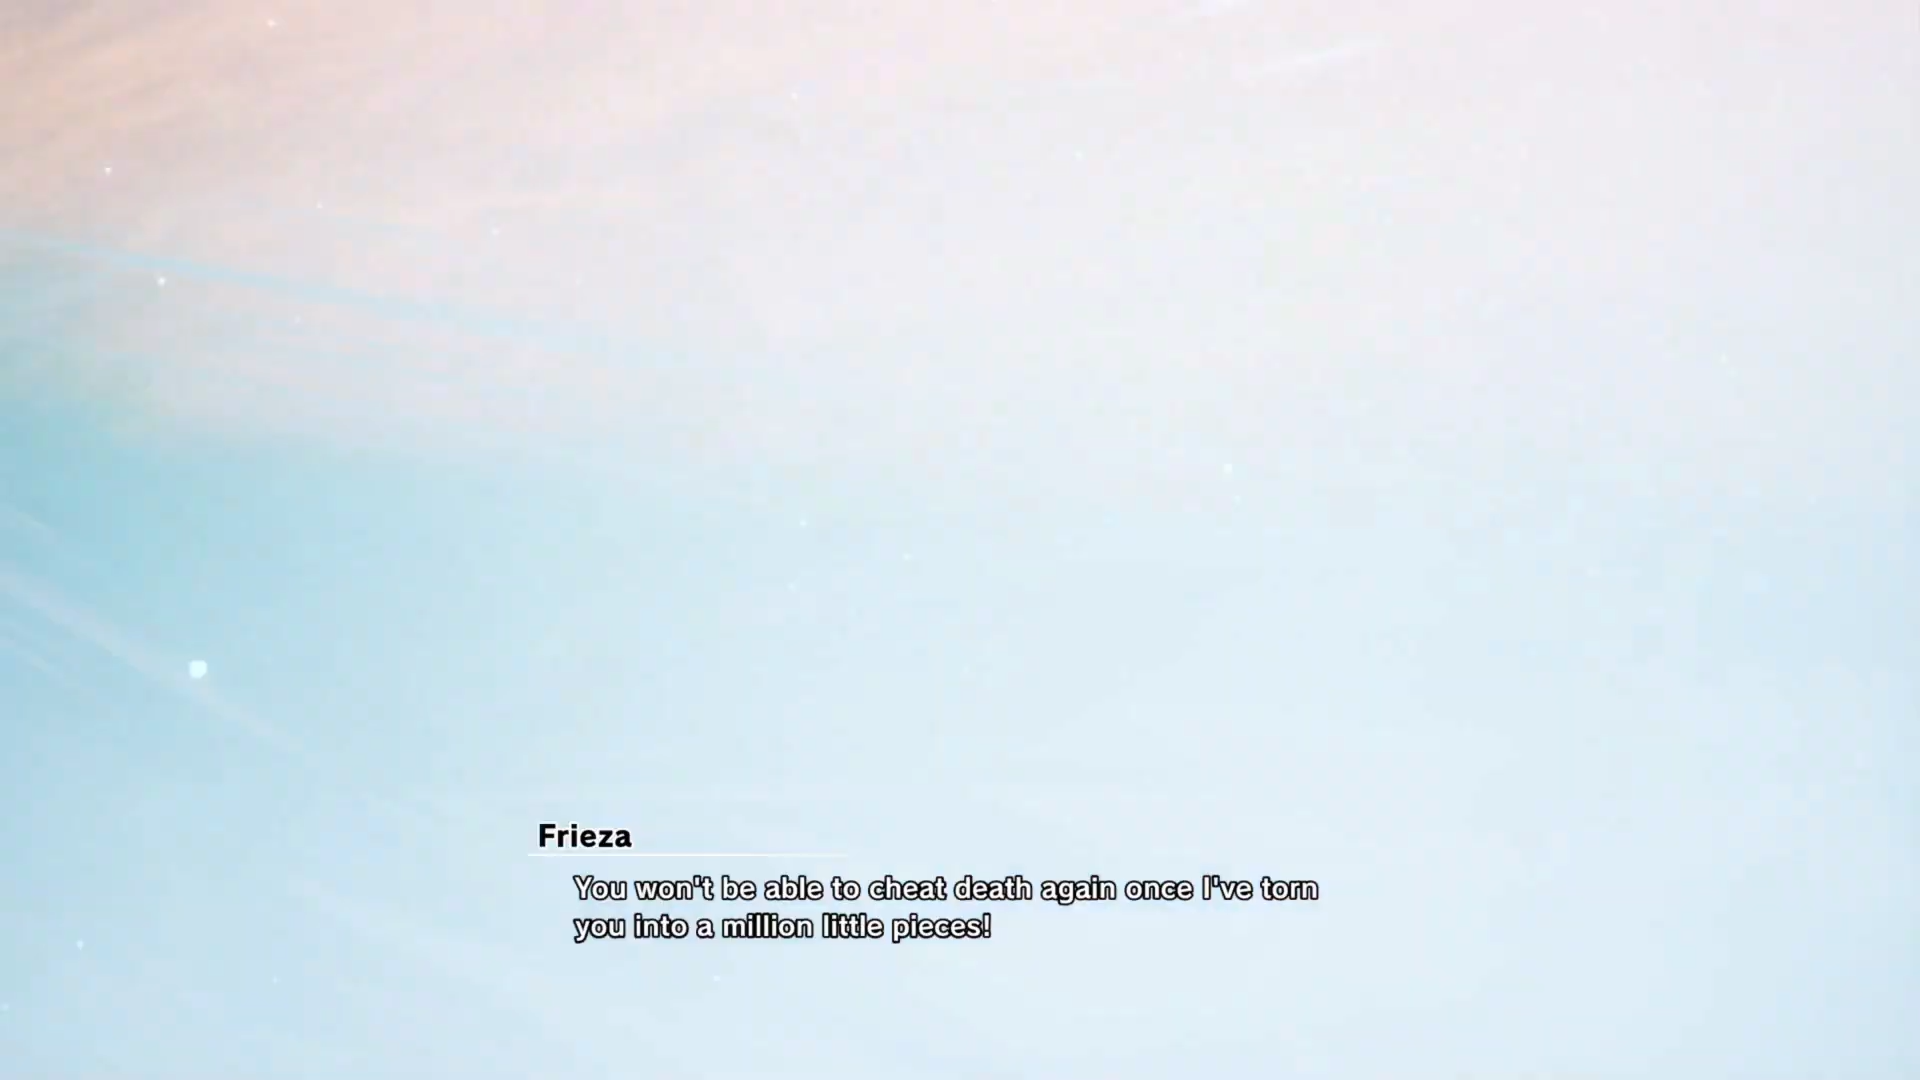 Frieza
You won't be able to cheat death again once I've torn
you into a million little pieces!